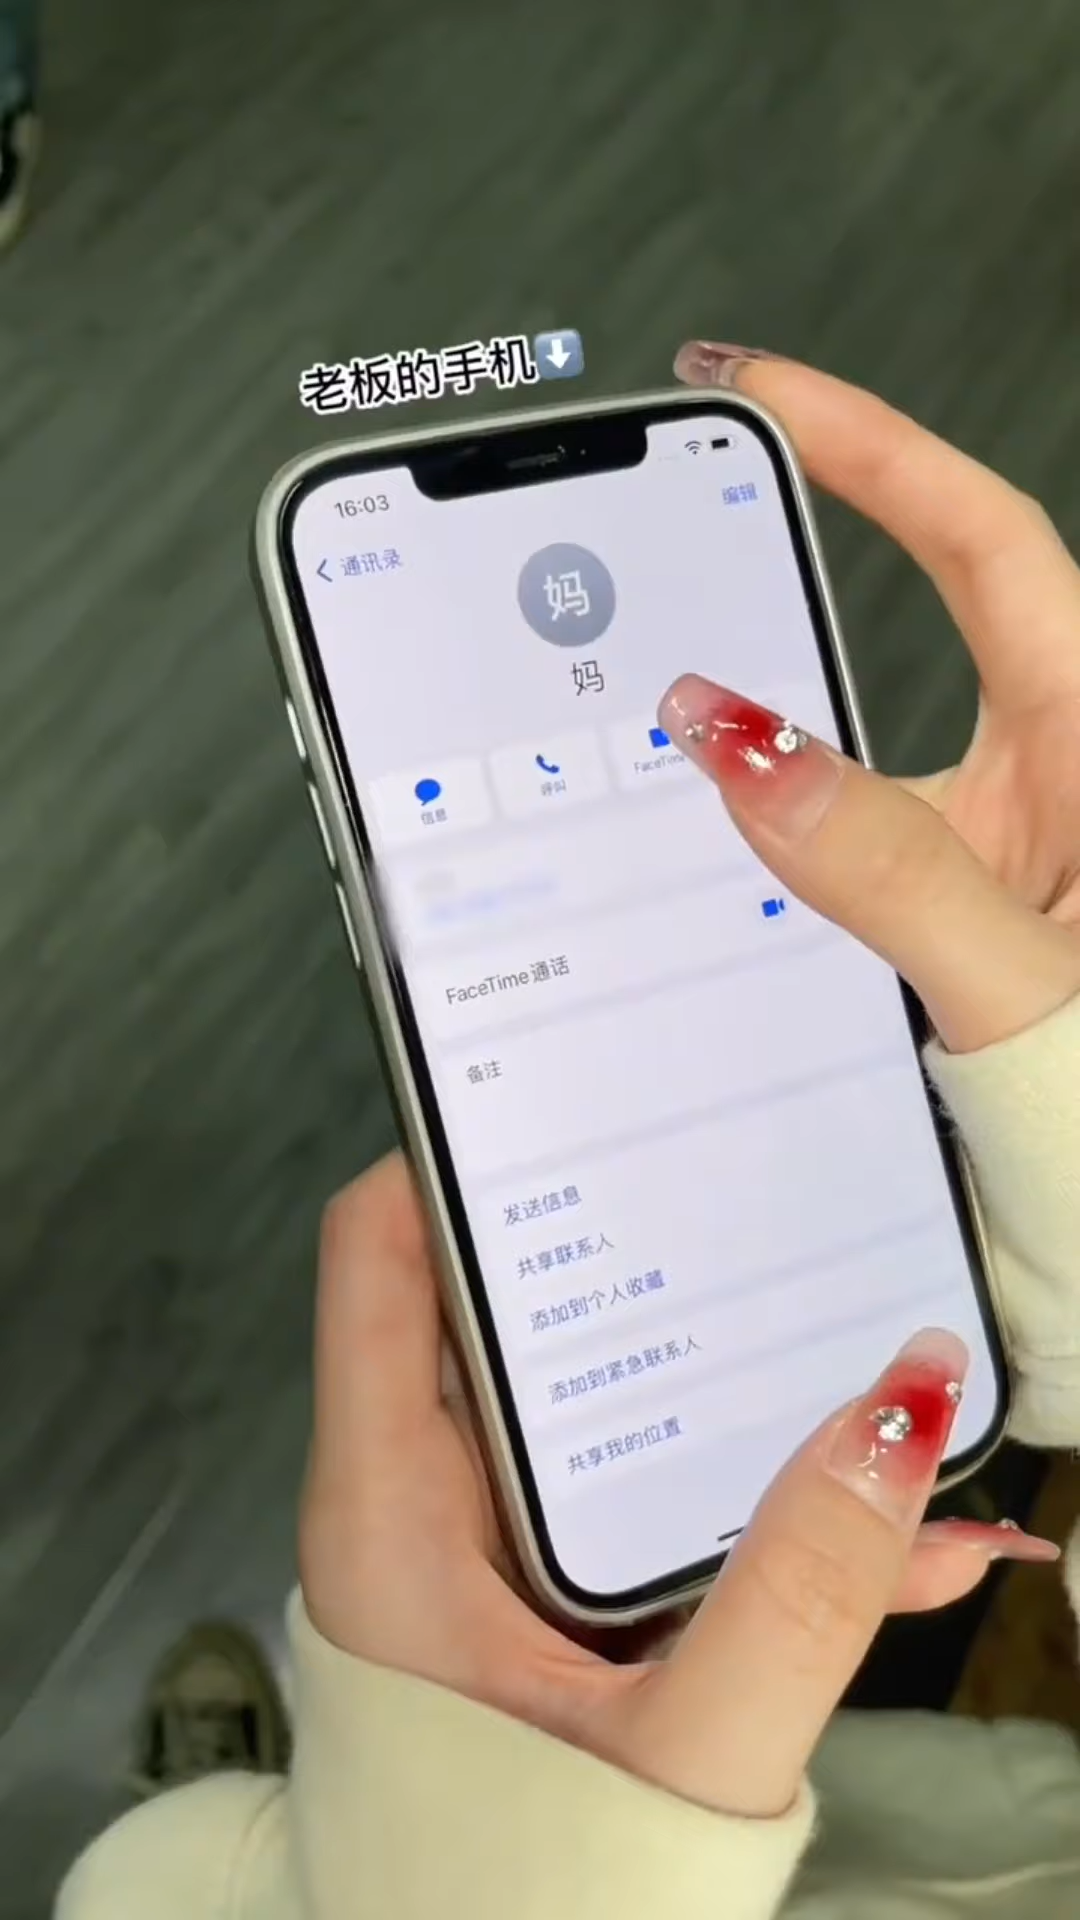 老板的手机⬇️
16:03
编辑
通讯录
妈
妈
信息
呼叫
FaceTime
FaceTime通话
备注
发送信息
共享联系人
添加到个人收藏
添加到紧急联系人
共享我的位置